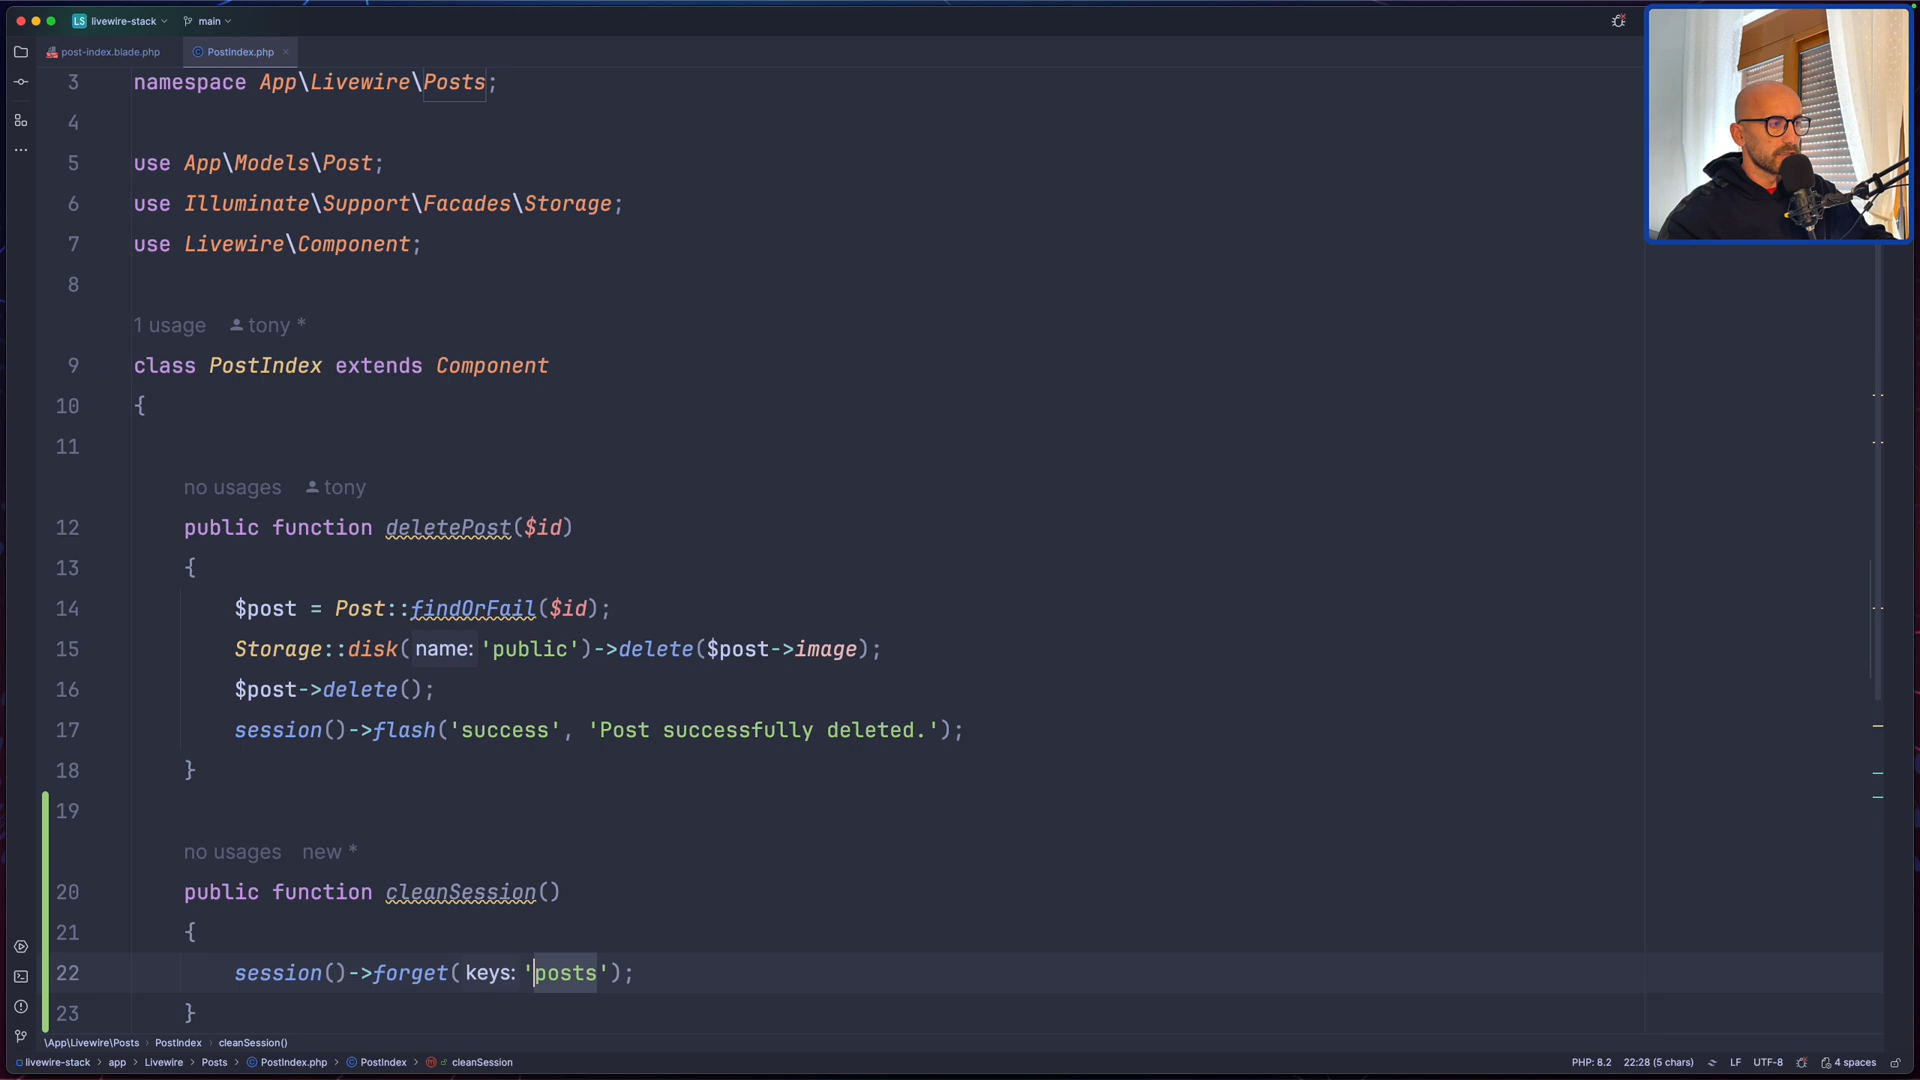 LS livewire-stack main
post-index.blade.php PostIndex.php
3 namespace App\Livewire\Posts;
4
5 use App\Models\Post;
6 use Illuminate\Support\Facades\Storage;
7 use Livewire\Component;
8
1 usage tony *
9 class PostIndex extends Component
10 {
11
no usages tony
12 public function deletePost($id)
13 {
14 $post = Post::findOrFail($id);
15 Storage::disk( name: 'public')->delete($post->image);
16 $post->delete();
17 session()->flash('success', 'Post successfully deleted.');
18 }
19
no usages new *
20 public function cleanSession()
21 {
22 session()->forget( keys: 'posts');
23 }
\App\Livewire\Posts PostIndex cleanSession()
livewire-stack app Livewire Posts PostIndex.php PostIndex cleanSession PHP: 8.2 22:28 (5 chars) LF UTF-8 4 spaces